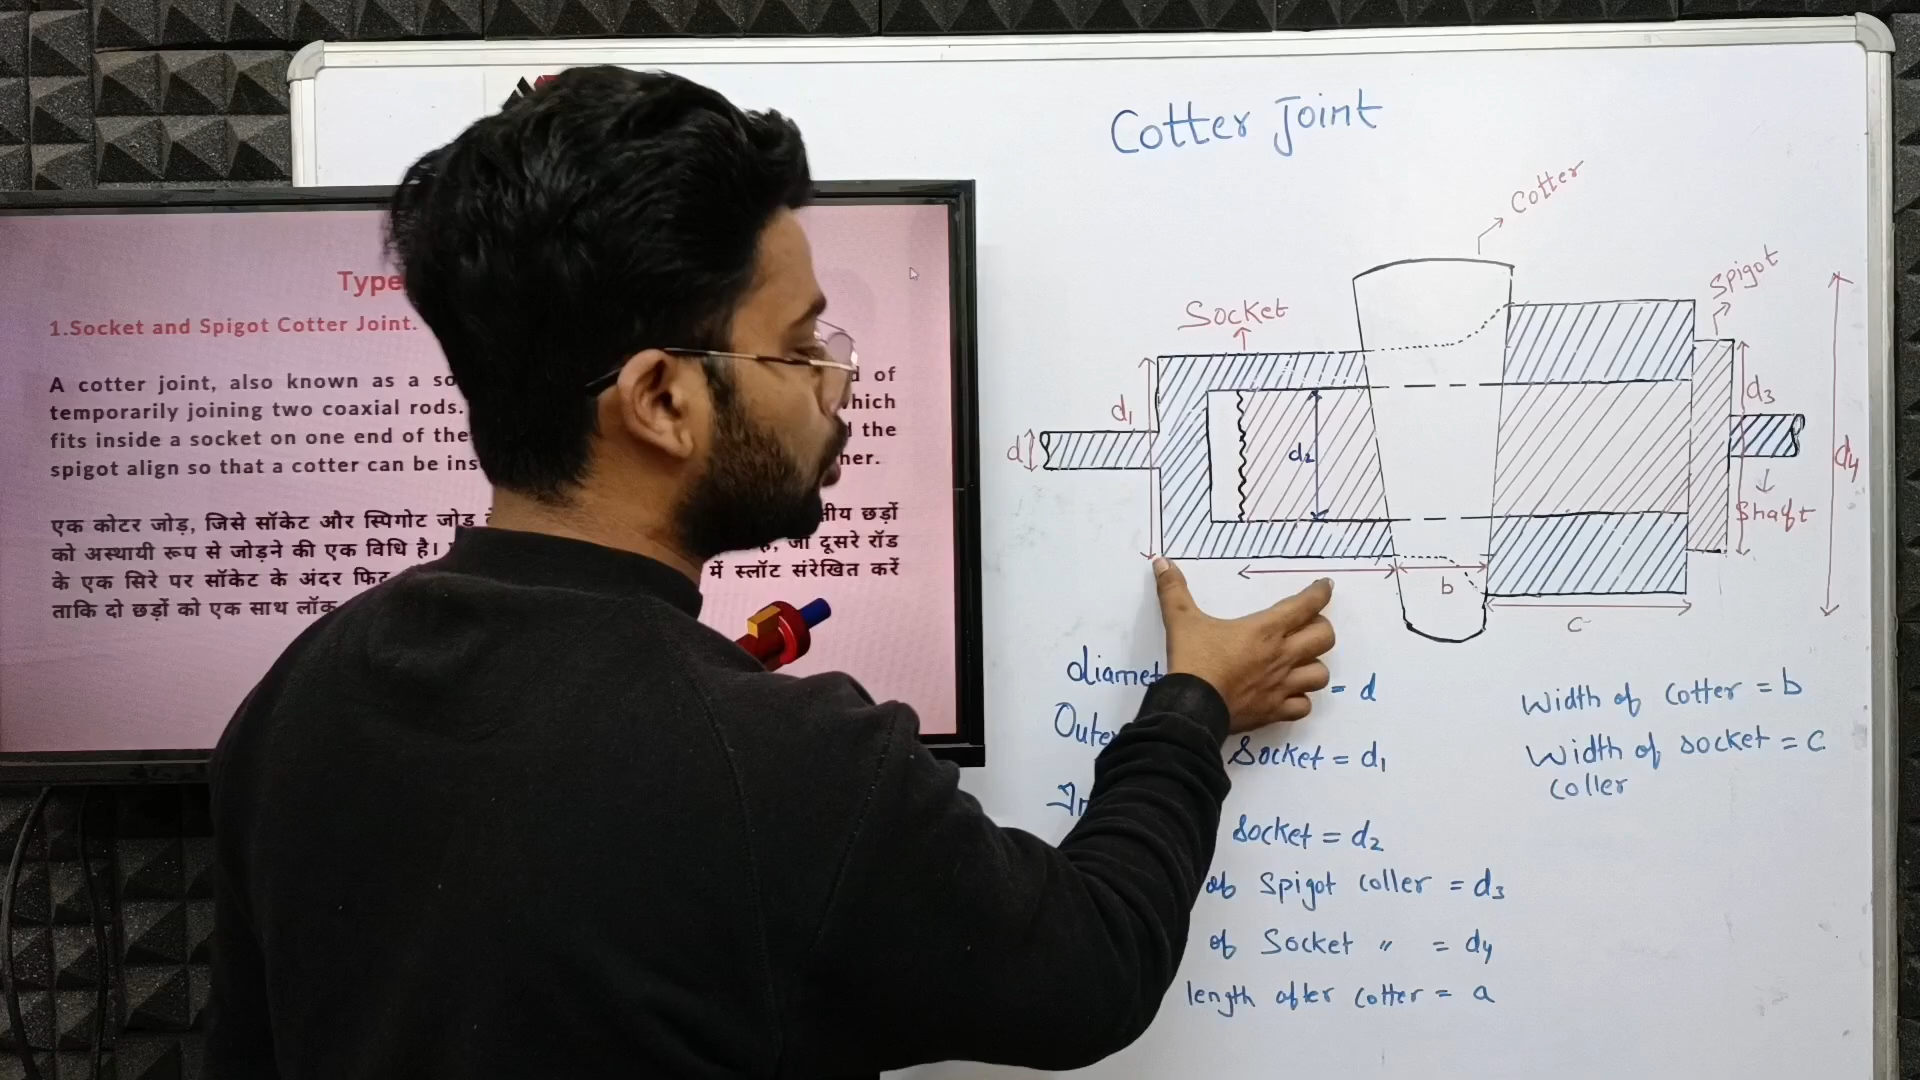 Cotter Joint
Cotter
Socket
Spigot
d
d1
d2
d3
d4
Shaft
b
c
Type
1.Socket and Spigot Cotter Joint.
A cotter joint, also known as a so
d of
temporarily joining two coaxial rods.
which
fits inside a socket on one end of the
d the
spigot align so that a cotter can be ins
her.
एक कोटर जोड़, जिसे सॉकेट और स्पिगोट जोड़
तीय छड़ों
को अस्थायी रूप से जोड़ने की एक विधि है।
है, जो दूसरे रॉड
के एक सिरे पर सॉकेट के अंदर फिट
में स्लॉट संरेखित करें
ताकि दो छड़ों को एक साथ लॉक
diamet = d
Outer Socket = d1
In Socket = d2
of Spigot coller = d3
of Socket " = d4
length after cotter = a
Width of cotter = b
Width of socket = c
coller